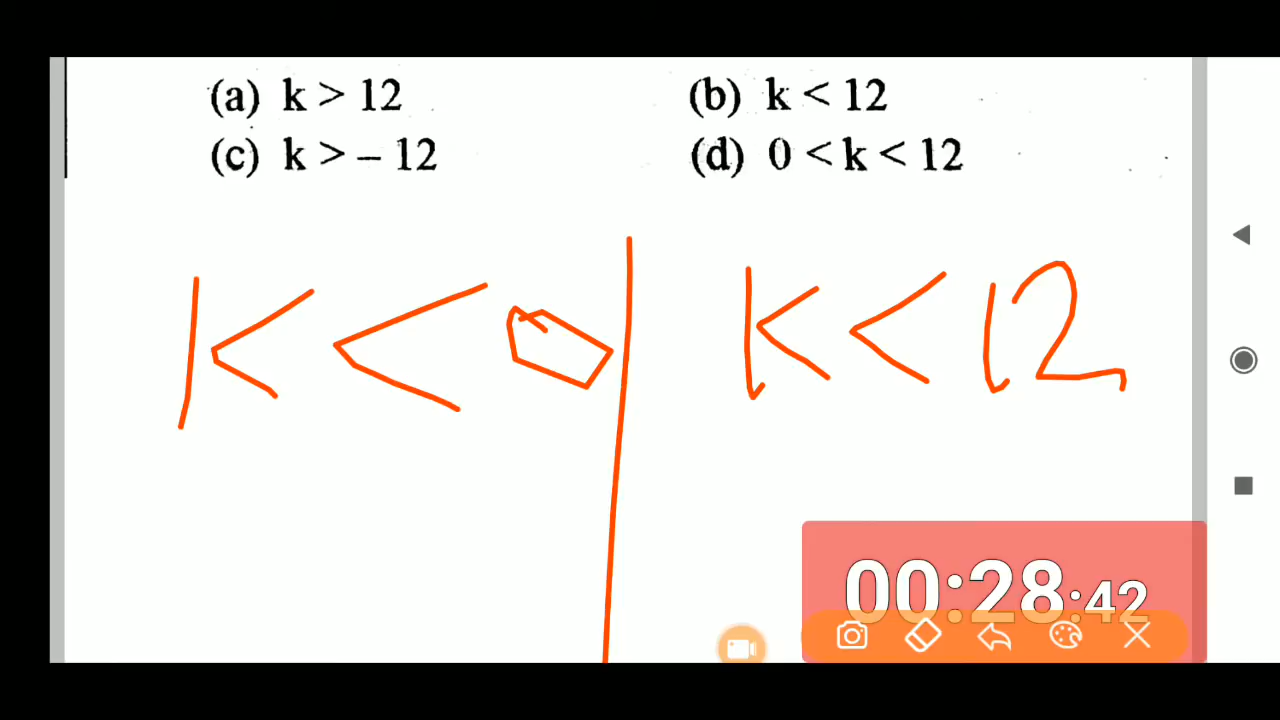 (a) k > 12 (b) k < 12
(c) k > – 12 (d) 0 < k < 12
k < 0 k < 12
00:28:42